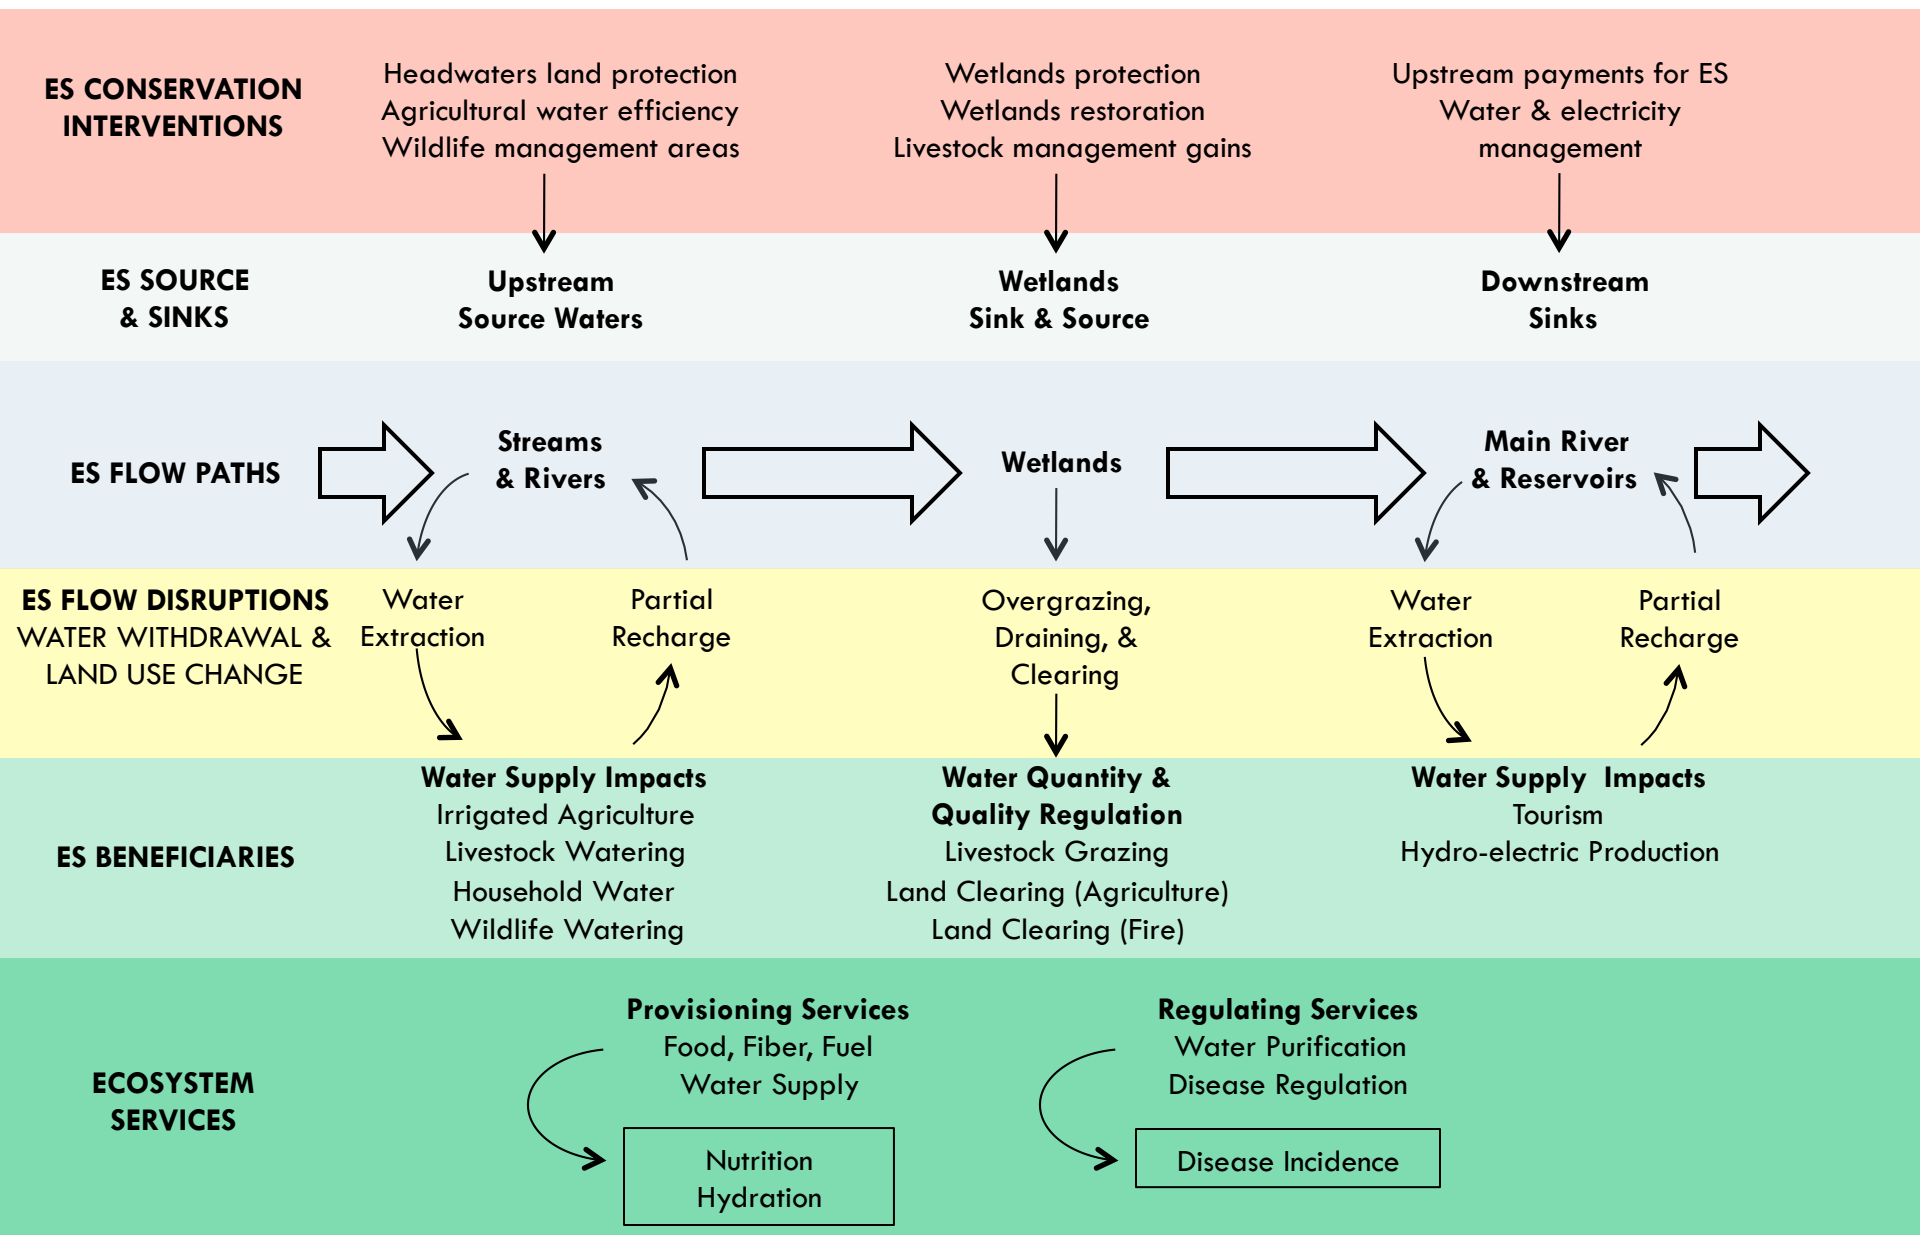 ES CONSERVATION
INTERVENTIONS
Headwaters land protection
Agricultural water efficiency
Wildlife management areas
Wetlands protection
Wetlands restoration
Livestock management gains
Upstream payments for ES
Water & electricity
management
ES SOURCE
& SINKS
Upstream
Source Waters
Wetlands
Sink & Source
Downstream
Sinks
ES FLOW PATHS
Streams
& Rivers
Wetlands
Main River
& Reservoirs
ES FLOW DISRUPTIONS
WATER WITHDRAWAL &
LAND USE CHANGE
Water
Extraction
Partial
Recharge
Overgrazing,
Draining, &
Clearing
Water
Extraction
Partial
Recharge
ES BENEFICIARIES
Water Supply Impacts
Irrigated Agriculture
Livestock Watering
Household Water
Wildlife Watering
Water Quantity &
Quality Regulation
Livestock Grazing
Land Clearing (Agriculture)
Land Clearing (Fire)
Water Supply Impacts
Tourism
Hydro-electric Production
ECOSYSTEM
SERVICES
Provisioning Services
Food, Fiber, Fuel
Water Supply
Nutrition
Hydration
Regulating Services
Water Purification
Disease Regulation
Disease Incidence